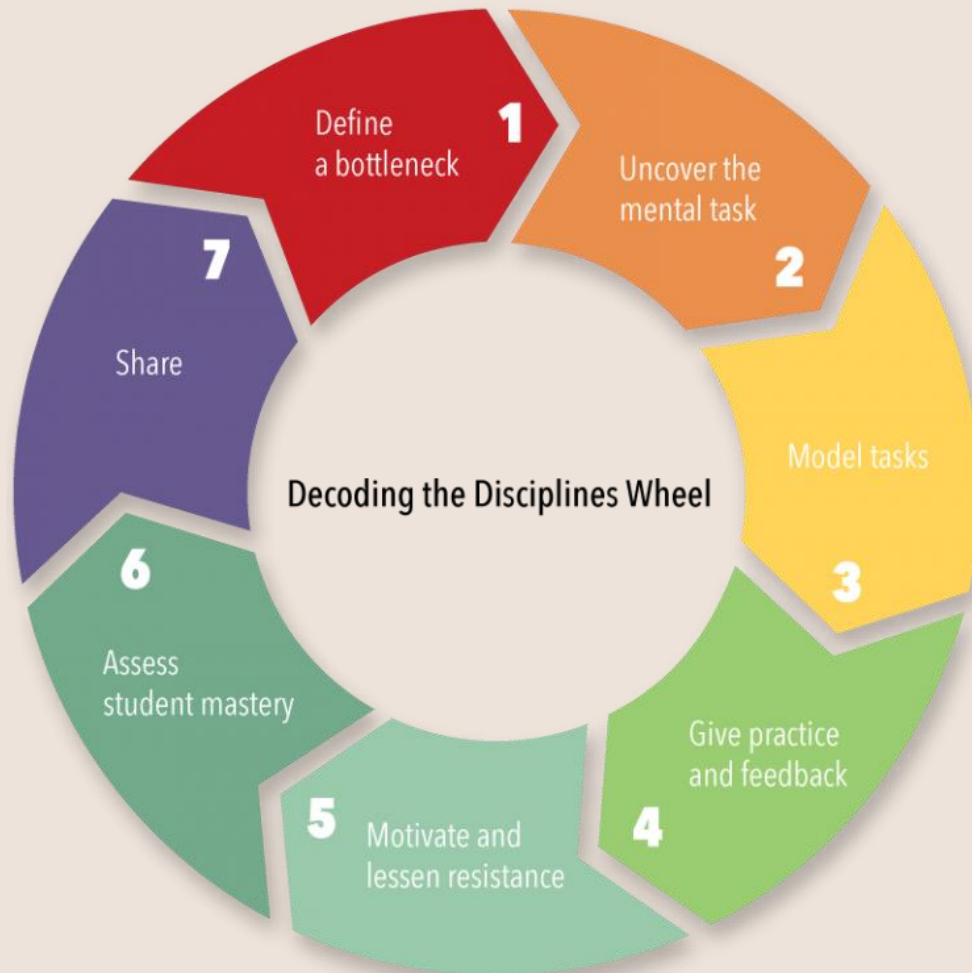 Define
a bottleneck
1
Uncover the
mental task
2
Model tasks
3
Give practice
and feedback
4
Motivate and
lessen resistance
5
Assess
student mastery
6
Share
7
Decoding the Disciplines Wheel